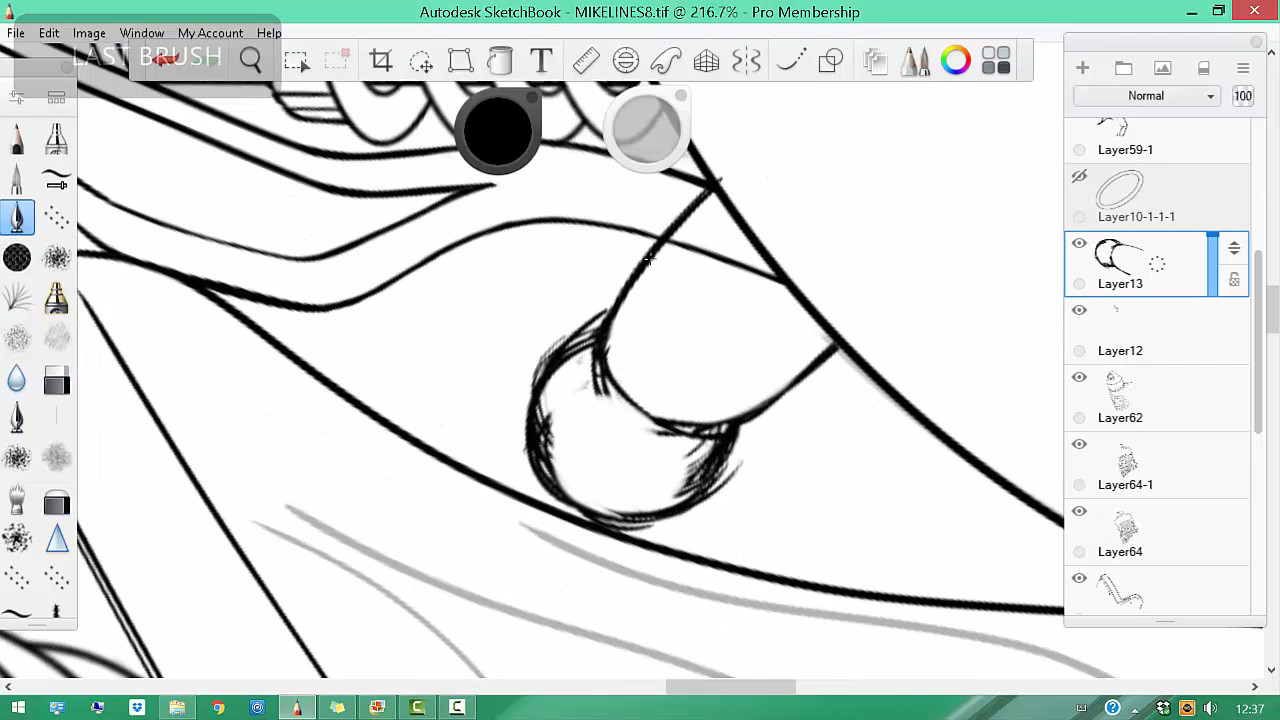 Autodesk SketchBook - MIKELINES8.tif @ 216.7% - Pro Membership
File Edit Image Window My Account Help
LAST BRUSH
T
Normal
100
Layer59-1
Layer10-1-1-1
Layer13
Layer12
Layer62
Layer64-1
Layer64
12:37